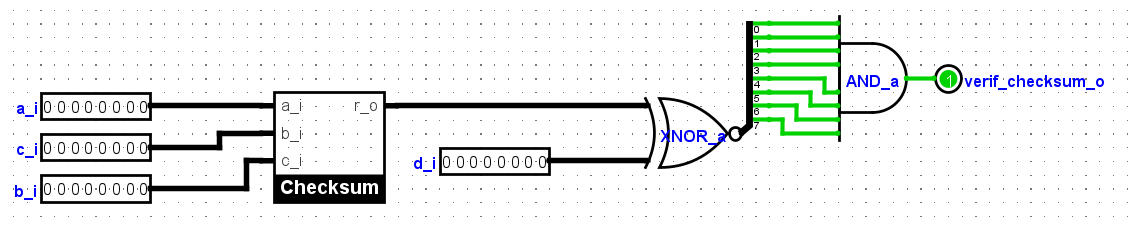 0
1
2
3
4
5
6
7
AND_a
1
verif_checksum_o
a_i
0 0 0 0 0 0 0 0
a_i
r_o
b_i
c_i
0 0 0 0 0 0 0 0
XNOR_a
c_i
d_i
0 0 0 0 0 0 0 0
b_i
0 0 0 0 0 0 0 0
Checksum